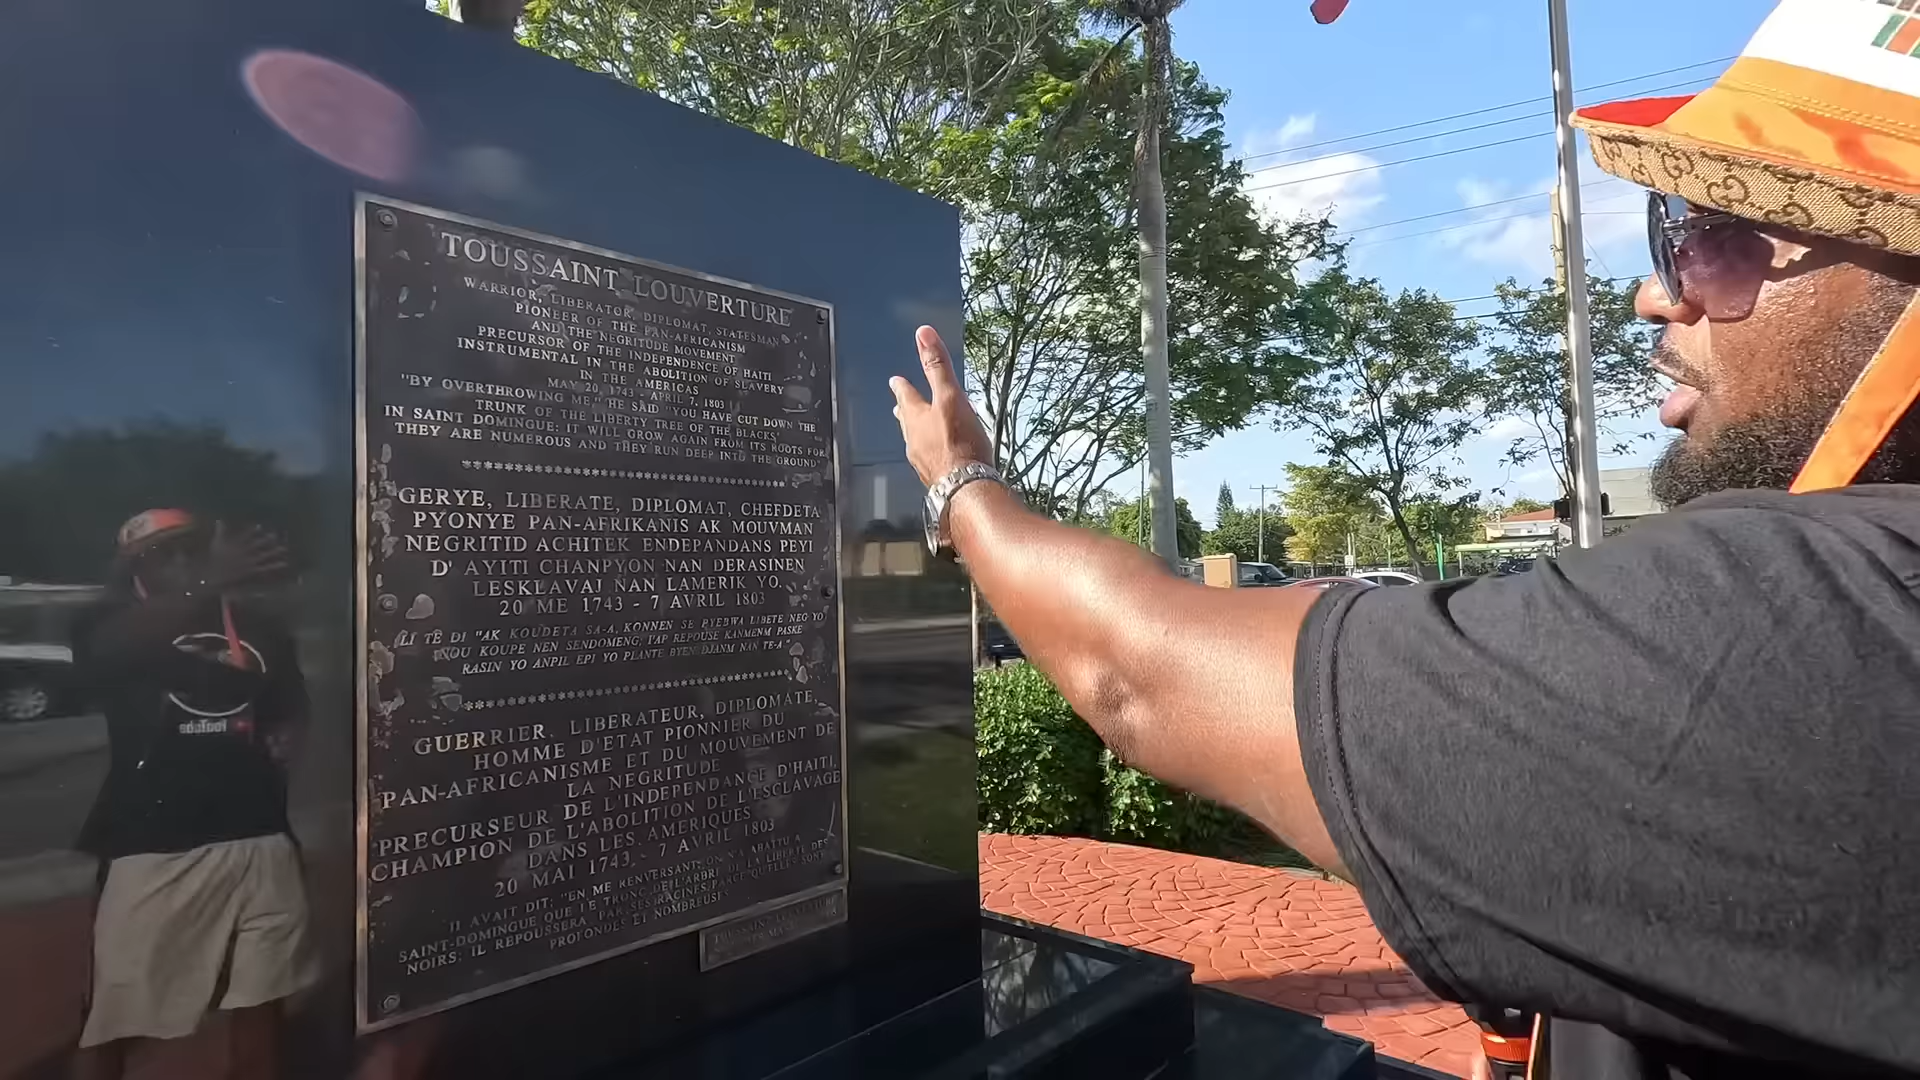 TOUSSAINT LOUVERTURE
WARRIOR, LIBERATOR, DIPLOMAT, STATESMAN
PIONEER OF THE PAN-AFRICANISM
AND THE NEGRITUDE MOVEMENT
PRECURSOR OF THE INDEPENDENCE OF HAITI
INSTRUMENTAL IN THE ABOLITION OF SLAVERY
IN THE AMERICAS
MAY 20, 1743 - APRIL 7, 1803
"BY OVERTHROWING ME," HE SAID "YOU HAVE CUT DOWN THE
TRUNK OF THE LIBERTY TREE OF THE BLACKS
IN SAINT DOMINGUE; IT WILL GROW AGAIN FROM ITS ROOTS FOR
THEY ARE NUMEROUS AND THEY RUN DEEP INTO THE GROUND"
GERYE, LIBERATE, DIPLOMAT, CHEFDETA
PYONYE PAN-AFRIKANIS AK MOUVMAN
NEGRITID ACHITEK ENDEPANDANS PEYI
D' AYITI CHANPYON NAN DERASINEN
LESKLAVAJ NAN LAMERIK YO.
20 ME 1743 - 7 AVRIL 1803
LI TE DI "AK KOUDETA SA-A, KONNEN SE PYEBWA LIBETE NEG YO
NOU KOUPE NEN SENDOMENG, L'AP REPOUSE KANMENM PASKE
RASIN YO ANPIL EPI YO PLANTE BYEN DJANM NAN TE-A"
GUERRIER, LIBERATEUR, DIPLOMATE,
HOMME D'ETAT PIONNIER DU
PAN-AFRICANISME ET DU MOUVEMENT DE
LA NEGRITUDE
PRECURSEUR DE L'INDEPENDANCE D'HAITI,
CHAMPION DE L'ABOLITION DE L'ESCLAVAGE
DANS LES AMERIQUES
20 MAI 1743 - 7 AVRIL 1803
II AVAIT DIT: "EN ME RENVERSANT, ON N'A ABATTU A
SAINT-DOMINGUE QUE LE TRONC DE L'ARBRE DE LA LIBERTE DES
NOIRS; IL REPOUSSERA PAR SES RACINES PARCE QU'ELLES SONT
PROFONDES ET NOMBREUSES
TOUSSAINT LOUVERTURE
YouTube